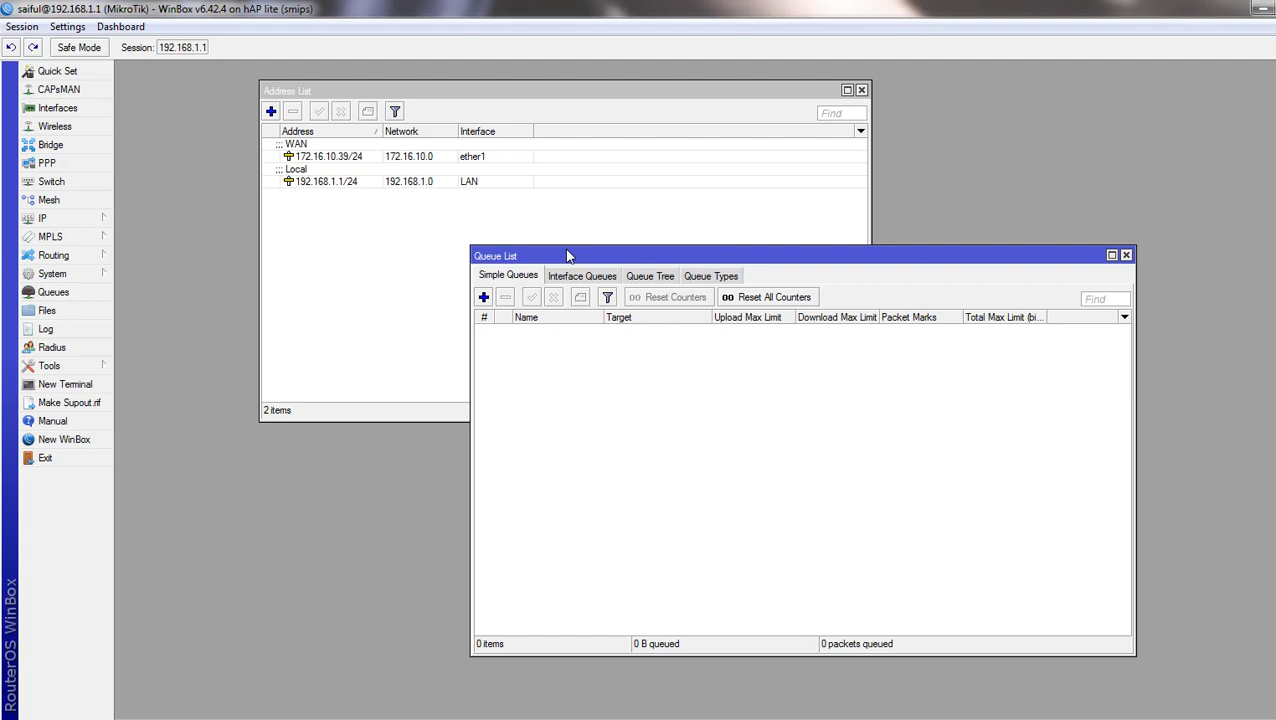 saiful@192.168.1.1 (MikroTik) - WinBox v6.42.4 on hAP lite (smips)
Session Settings Dashboard
Safe Mode Session: 192.168.1.1
Quick Set
CAPsMAN
Interfaces
Wireless
Bridge
PPP
Switch
Mesh
IP
MPLS
Routing
System
Queues
Files
Log
Radius
Tools
New Terminal
Make Supout.rif
Manual
New WinBox
Exit
RouterOS WinBox
Address List
Find
Address Network Interface
;;; WAN
172.16.10.39/24 172.16.10.0 ether1
;;; Local
192.168.1.1/24 192.168.1.0 LAN
2 items
Queue List
Simple Queues Interface Queues Queue Tree Queue Types
00 Reset Counters 00 Reset All Counters Find
# Name Target Upload Max Limit Download Max Limit Packet Marks Total Max Limit (bi...
0 items 0 B queued 0 packets queued